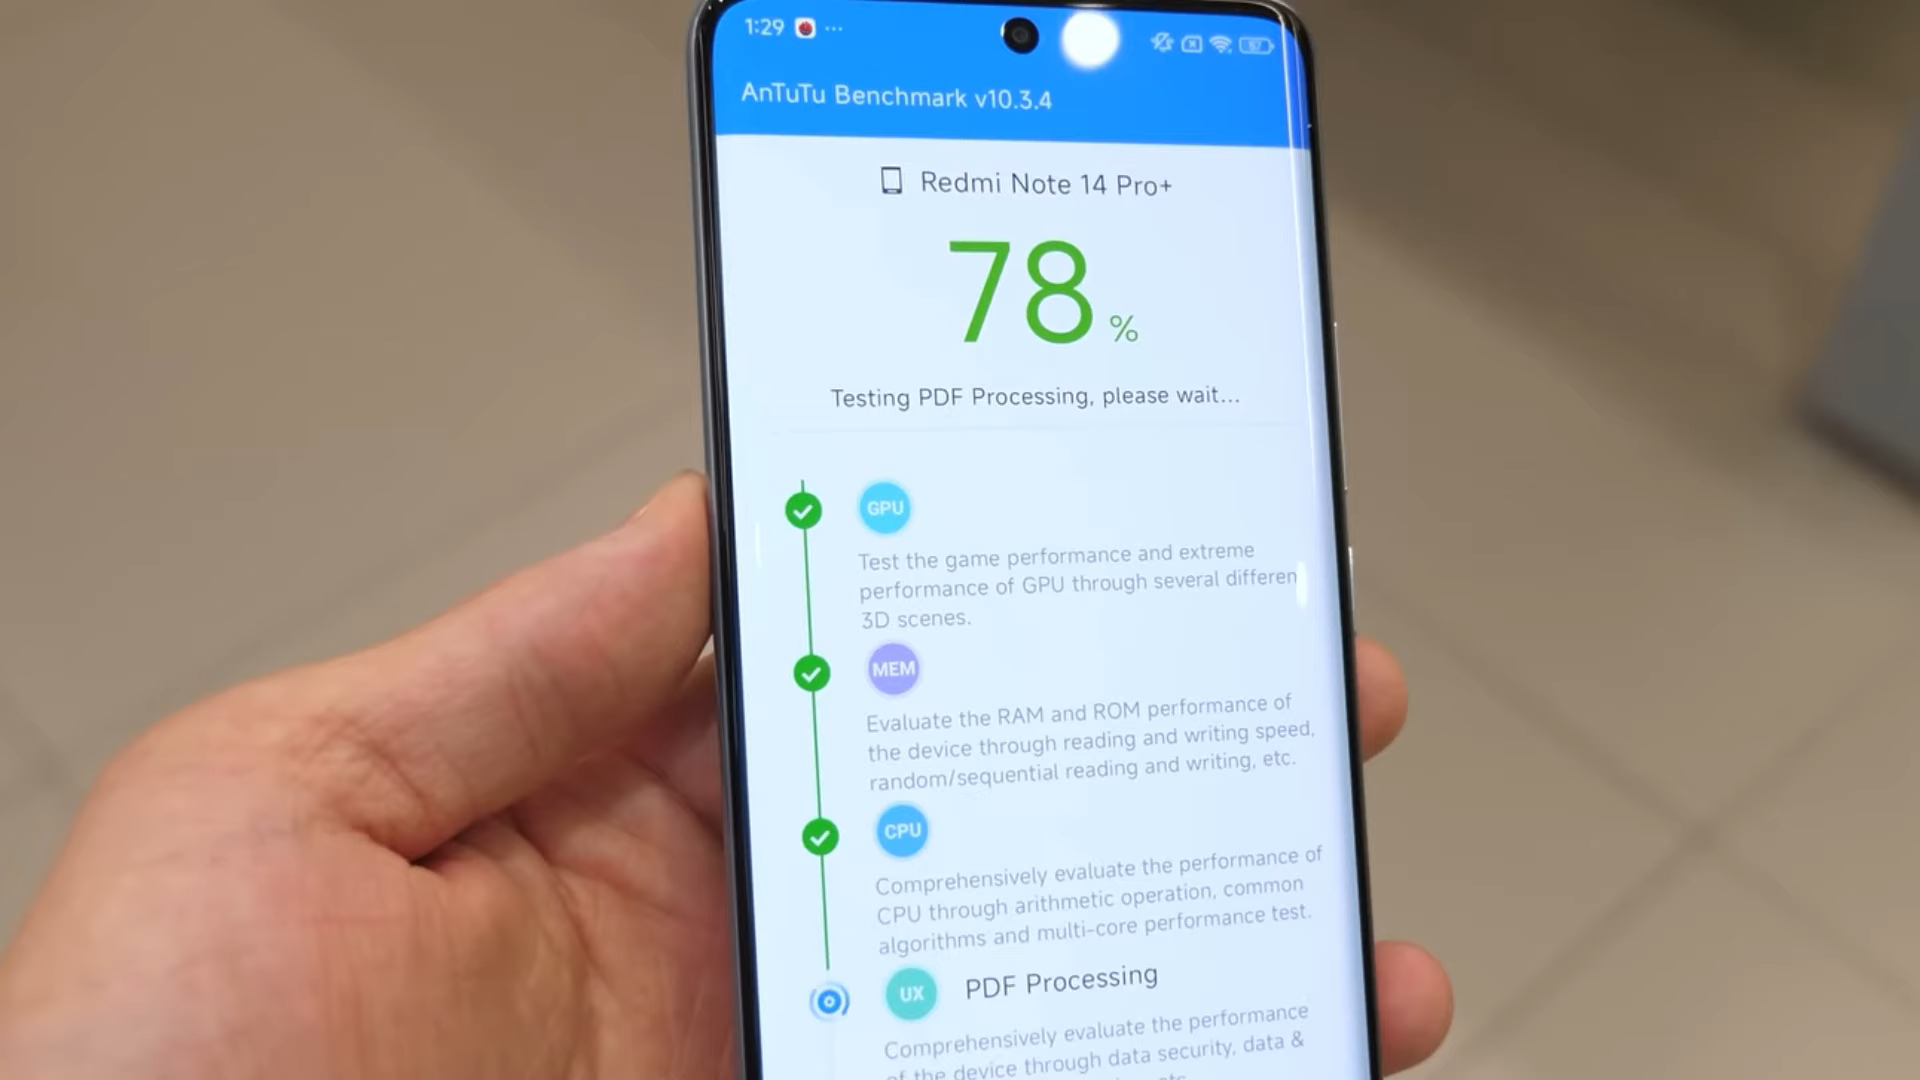 1:29 ...
57
AnTuTu Benchmark v10.3.4
Redmi Note 14 Pro+
78 %
Testing PDF Processing, please wait...
GPU
Test the game performance and extreme
performance of GPU through several differen
3D scenes.
MEM
Evaluate the RAM and ROM performance of
the device through reading and writing speed,
random/sequential reading and writing, etc.
CPU
Comprehensively evaluate the performance of
CPU through arithmetic operation, common
algorithms and multi-core performance test.
UX PDF Processing
Comprehensively evaluate the performance
of the device through data security, data &